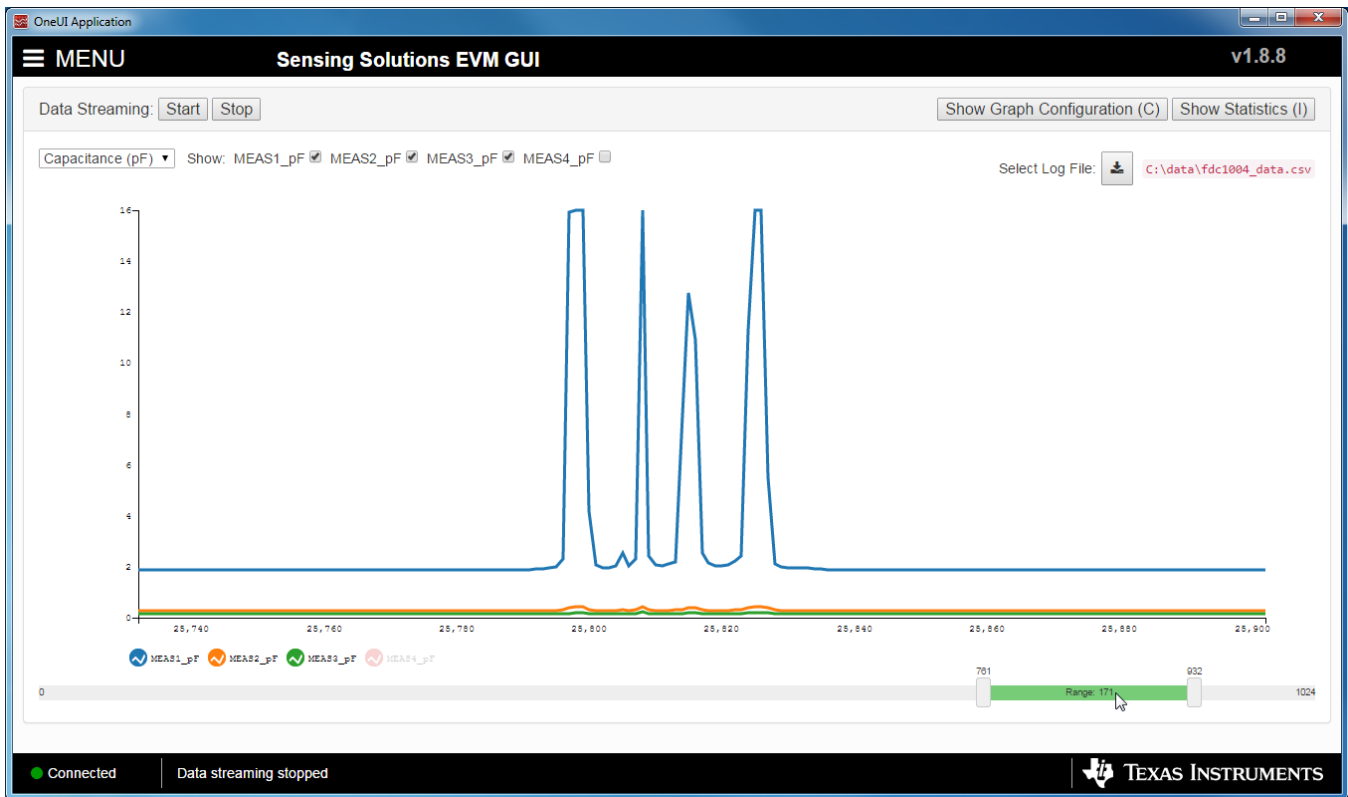 OneUI Application
MENU Sensing Solutions EVM GUI v1.8.8
Data Streaming: Start Stop Show Graph Configuration (C) Show Statistics (I)
Capacitance (pF) Show: MEAS1_pF MEAS2_pF MEAS3_pF MEAS4_pF
Select Log File: C:\data\fdc1004_data.csv
16
14
12
10
8
6
4
2
0
25,740 25,760 25,780 25,800 25,820 25,840 25,860 25,880 25,900
MEAS1_pF MEAS2_pF MEAS3_pF MEAS4_pF
761 932
0 Range: 171 1024
Connected Data streaming stopped TEXAS INSTRUMENTS